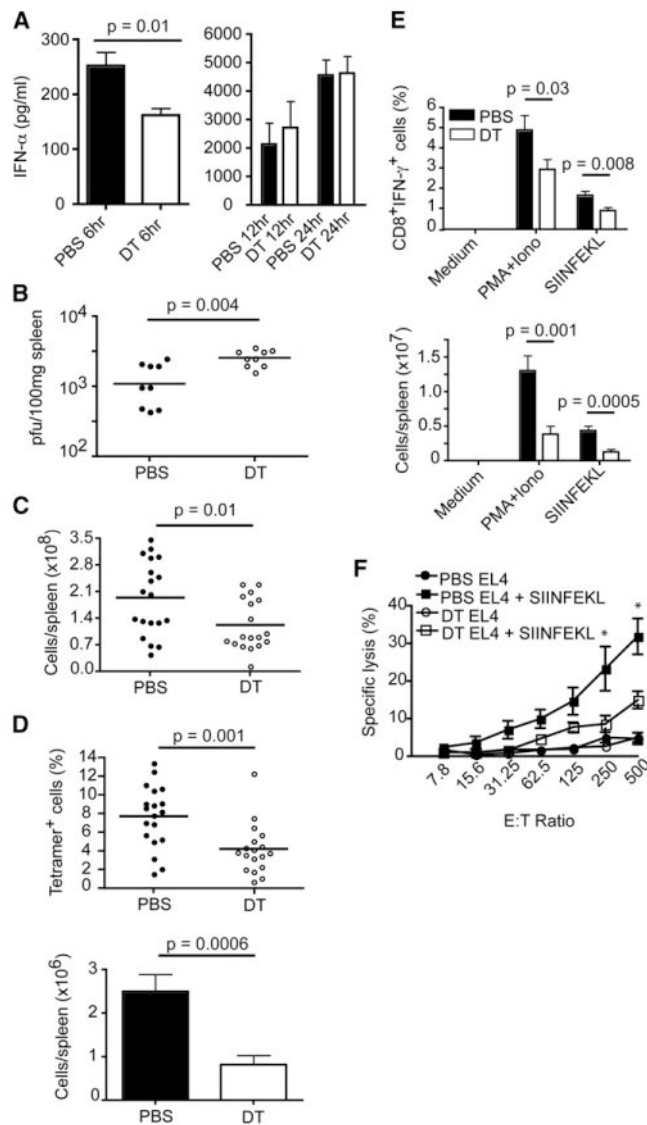 A
p = 0.01
IFN-α (pg/ml)
300
200
100
0
PBS 6hr
DT 6hr
6000
5000
4000
3000
2000
1000
0
PBS 12hr
DT 12hr
PBS 24hr
DT 24hr
B
p = 0.004
pfu/100mg spleen
10⁴
10³
10²
PBS
DT
C
p = 0.01
Cells/spleen (x10⁸)
3.5
2.8
2.1
1.4
0.7
0.0
PBS
DT
D
p = 0.001
Tetramer⁺ cells (%)
14
12
10
8
6
4
2
0
PBS
DT
p = 0.0006
Cells/spleen (x10⁶)
3
2
1
0
PBS
DT
E
CD8⁺IFN-γ⁺ cells (%)
6
5
4
3
2
1
0
PBS
DT
p = 0.03
p = 0.008
Medium
PMA+Iono
SIINFEKL
Cells/spleen (x10⁷)
1.5
1.0
0.5
0
p = 0.001
p = 0.0005
Medium
PMA+Iono
SIINFEKL
F
PBS EL4
PBS EL4 + SIINFEKL
DT EL4
DT EL4 + SIINFEKL
*
*
Specific lysis (%)
40
30
20
10
0
7.8
15.6
31.25
62.5
125
250
500
E:T Ratio